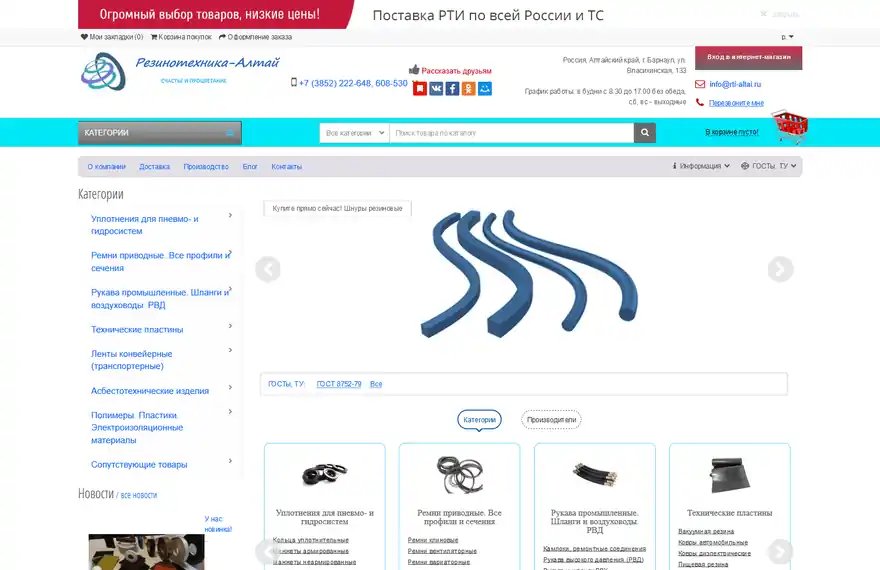 Огромный выбор товаров, низкие цены!
Поставка РТИ по всей России и ТС
закрыть
Мои закладки (0)
Корзина покупок
Оформление заказа
р.
Резинотехника-Алтай
СЧАСТЬЕ И ПРОЦВЕТАНИЕ
+7 (3852) 222-648, 608-530
Рассказать друзьям
Россия, Алтайский край, г. Барнаул, ул.
Власихинская, 133
График работы: в будни с 8.30 до 17.00 без обеда,
сб, вс - выходные
Вход в интернет-магазин
info@rti-altai.ru
Перезвоните мне
КАТЕГОРИИ
Все категории
Поиск товара по каталогу
В корзине пусто!
О компании
Доставка
Производство
Блог
Контакты
Информация
ГОСТы, ТУ
Категории
Уплотнения для пневмо- и
гидросистем
Ремни приводные. Все профили и
сечения
Рукава промышленные. Шланги и
воздуховоды. РВД
Технические пластины
Ленты конвейерные
(транспортерные)
Асбестотехнические изделия
Полимеры. Пластики.
Электроизоляционные
материалы
Сопутствующие товары
Новости / все новости
У нас
новинка!
Купите прямо сейчас! Шнуры резиновые
ГОСТы, ТУ:
ГОСТ 8752-79
Все
Категории
Производители
Уплотнения для пневмо- и
гидросистем
Кольца уплотнительные
Манжеты армированные
Манжеты неармированные
Ремни приводные. Все
профили и сечения
Ремни клиновые
Ремни вентиляторные
Ремни вариаторные
Рукава промышленные.
Шланги и воздуховоды.
РВД
Камлоки, ремонтные соединения
Рукава высокого давления (РВД)
Технические пластины
Вакуумная резина
Ковры автомобильные
Ковры диэлектрические
Пищевая резина